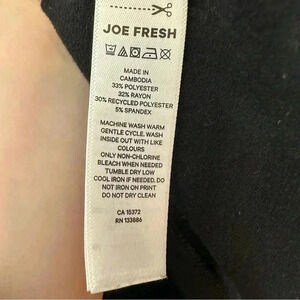 JOE FRESH
MADE IN
CAMBODIA
33% POLYESTER
32% RAYON
30% RECYCLED POLYESTER
5% SPANDEX
MACHINE WASH WARM
GENTLE CYCLE. WASH
INSIDE OUT WITH LIKE
COLOURS
ONLY NON-CHLORINE
BLEACH WHEN NEEDED
TUMBLE DRY LOW
COOL IRON IF NEEDED. DO
NOT IRON ON PRINT
DO NOT DRY CLEAN
CA 15372
RN 133886